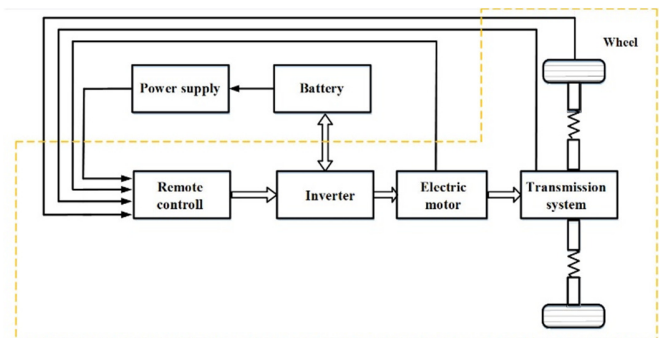 Wheel
Power supply
Battery
Remote
controll
Inverter
Electric
motor
Transmission
system